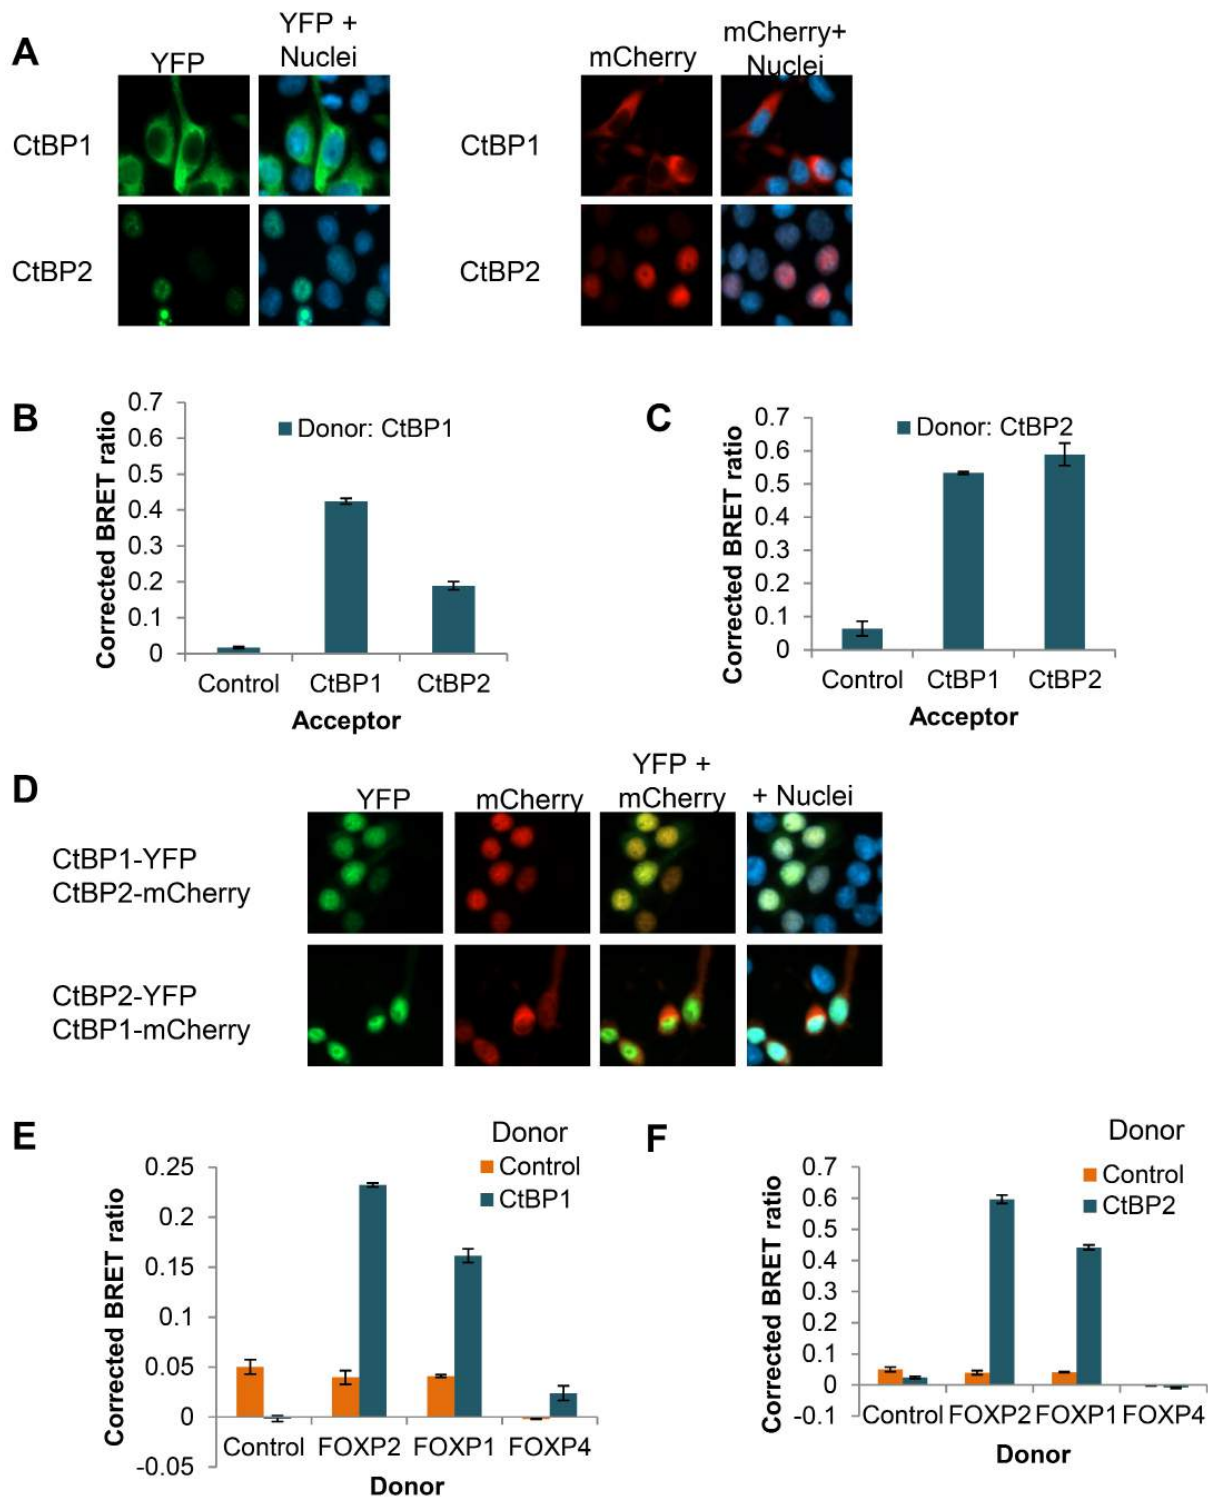 A
YFP
YFP +
Nuclei
mCherry
mCherry+
Nuclei
CtBP1
CtBP1
CtBP2
CtBP2
B
Corrected BRET ratio
0.7
0.6
0.5
0.4
0.3
0.2
0.1
0
Donor: CtBP1
Control CtBP1 CtBP2
Acceptor
C
Corrected BRET ratio
0.7
0.6
0.5
0.4
0.3
0.2
0.1
0
Donor: CtBP2
Control CtBP1 CtBP2
Acceptor
D
YFP
mCherry
YFP +
mCherry
+ Nuclei
CtBP1-YFP
CtBP2-mCherry
CtBP2-YFP
CtBP1-mCherry
E
Corrected BRET ratio
0.25
0.2
0.15
0.1
0.05
0
-0.05
Donor
Control
CtBP1
Control FOXP2 FOXP1 FOXP4
Donor
F
Corrected BRET ratio
0.7
0.6
0.5
0.4
0.3
0.2
0.1
0
-0.1
Donor
Control
CtBP2
Control FOXP2 FOXP1 FOXP4
Donor